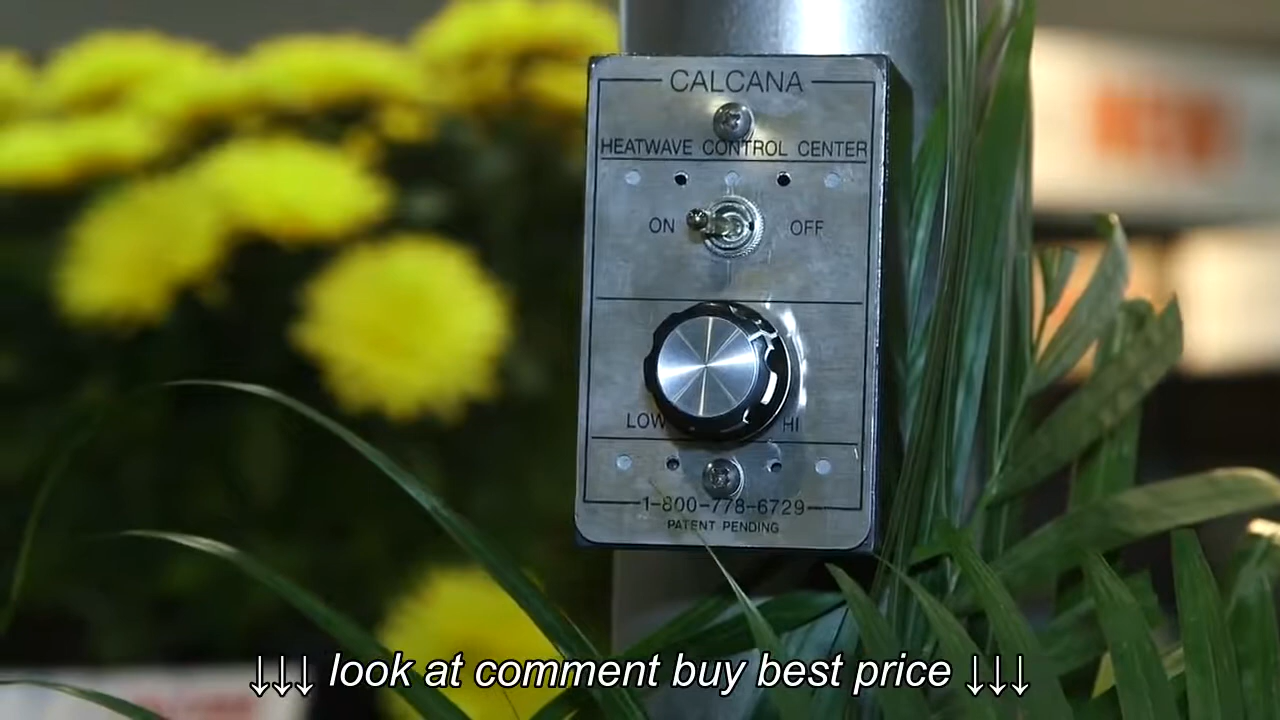 CALCANA
HEATWAVE CONTROL CENTER
ON OFF
LOW HI
1-800-778-6729
PATENT PENDING
↓↓↓ look at comment buy best price ↓↓↓